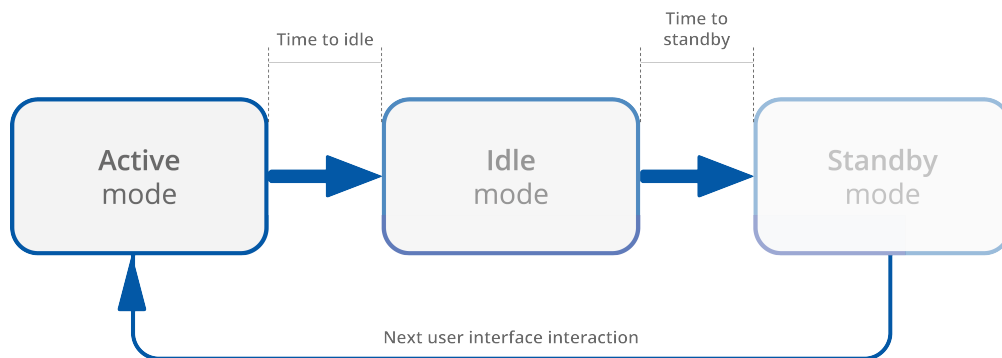 Time to idle
Time to
standby
Active
mode
Idle
mode
Standby
mode
Next user interface interaction